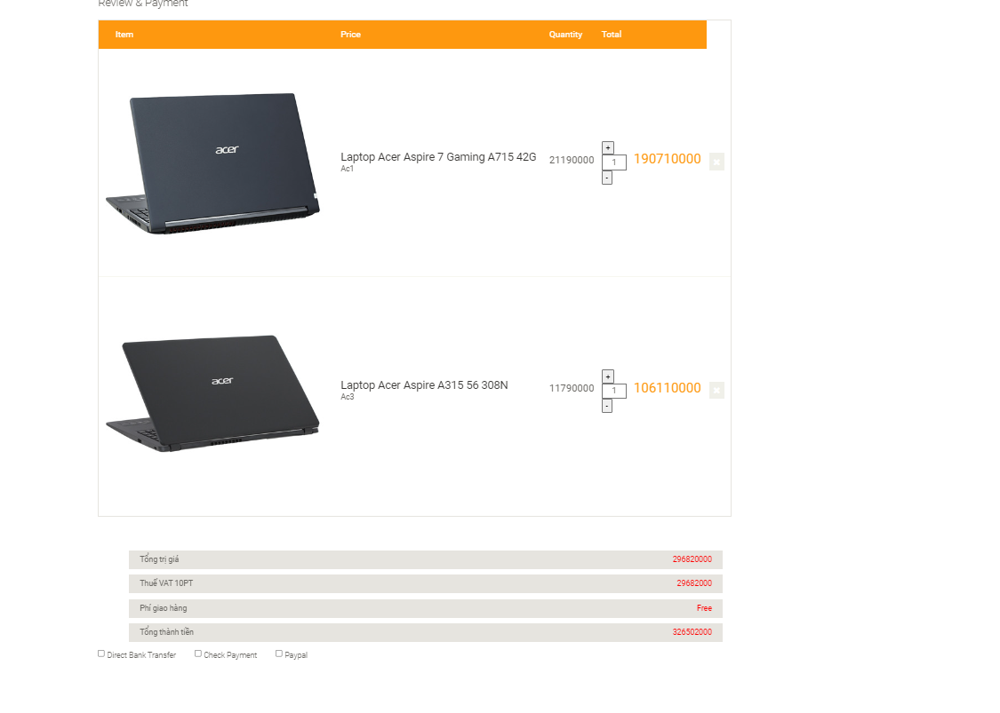 Review & Payment
Item Price Quantity Total
acer
Laptop Acer Aspire 7 Gaming A715 42G
Ac1
21190000
+
1
-
190710000
acer
Laptop Acer Aspire A315 56 308N
Ac3
11790000
+
1
-
106110000
Tổng trị giá 296820000
Thuế VAT 10PT 29682000
Phí giao hàng Free
Tổng thành tiền 326502000
Direct Bank Transfer Check Payment Paypal